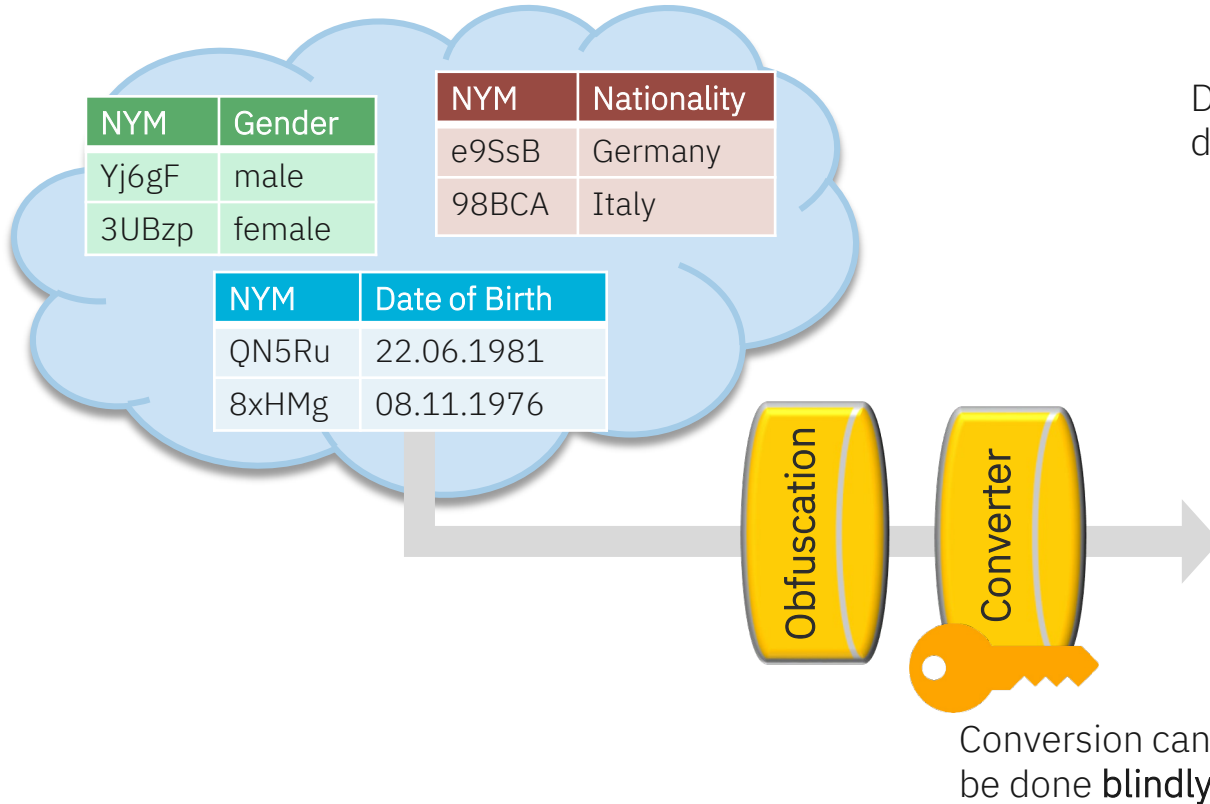 NYM Gender
Yj6gF male
3UBzp female
NYM Nationality
e9SsB Germany
98BCA Italy
NYM Date of Birth
QN5Ru 22.06.1981
8xHMg 08.11.1976
D
d
Obfuscation
Converter
Conversion can
be done blindly